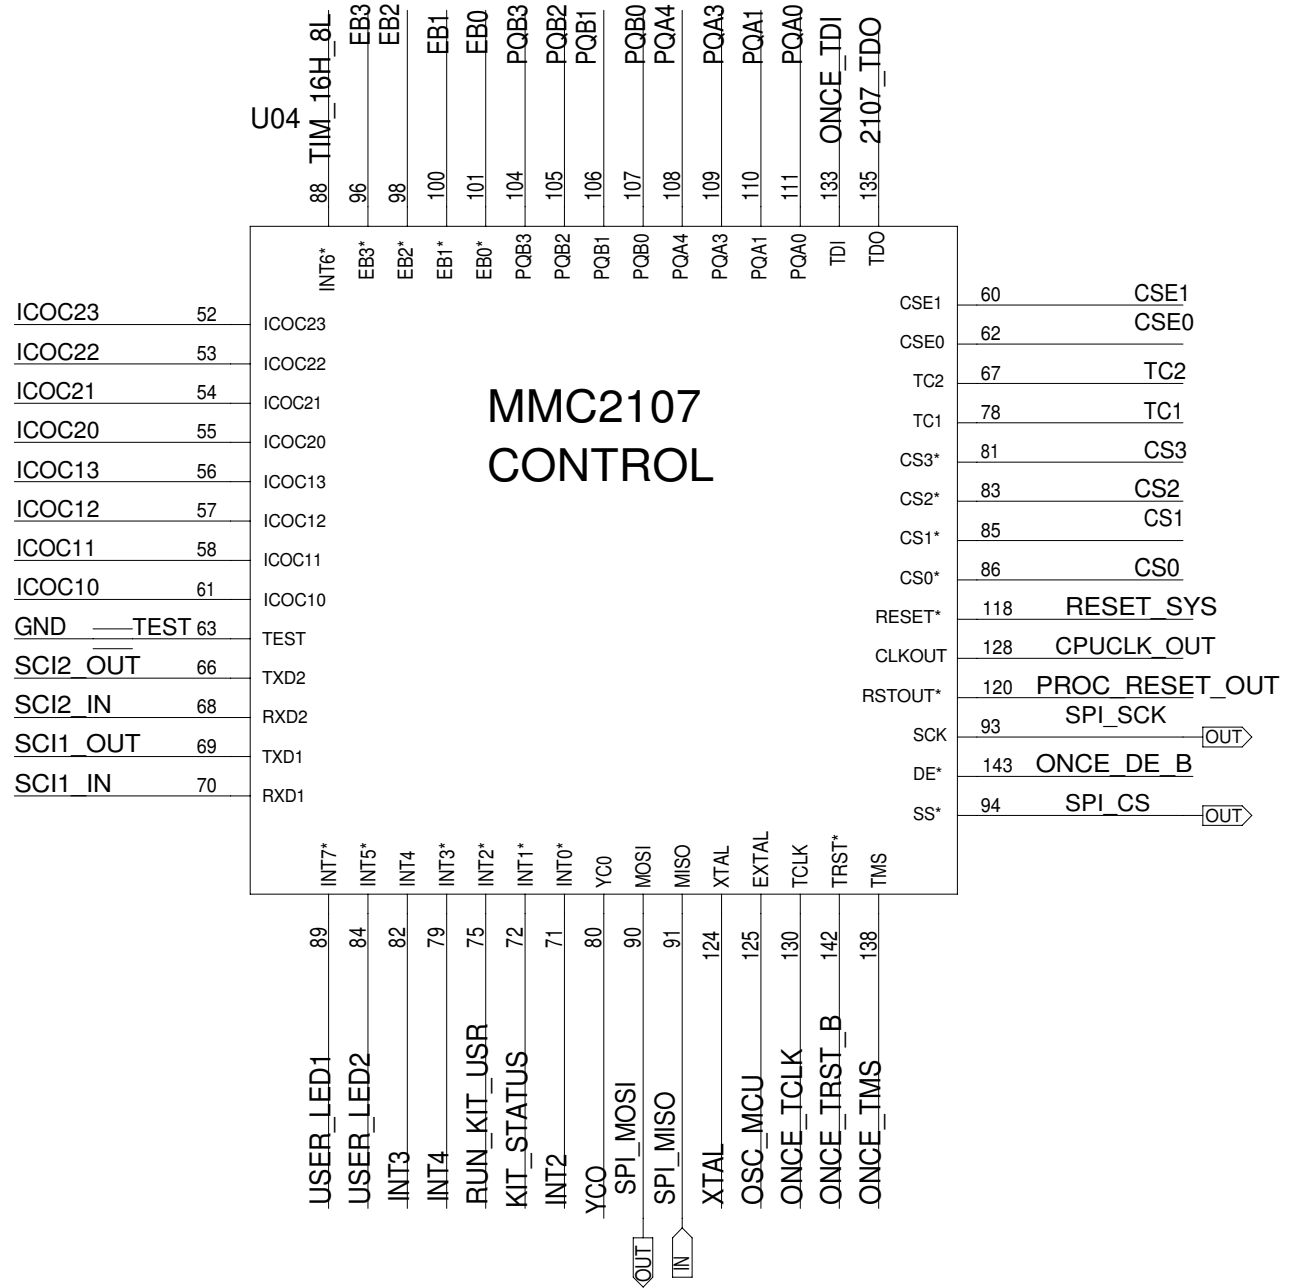 U04
TIM_16H_8L
EB3
EB2
EB1
EB0
PQB3
PQB2
PQB1
PQB0
PQA4
PQA3
PQA1
PQA0
ONCE_TDI
2107_TDO
88
96
98
100
101
104
105
106
107
108
109
110
111
133
135
INT6*
EB3*
EB2*
EB1*
EB0*
PQB3
PQB2
PQB1
PQB0
PQA4
PQA3
PQA1
PQA0
TDI
TDO
MMC2107
CONTROL
ICOC23 52 ICOC23
ICOC22 53 ICOC22
ICOC21 54 ICOC21
ICOC20 55 ICOC20
ICOC13 56 ICOC13
ICOC12 57 ICOC12
ICOC11 58 ICOC11
ICOC10 61 ICOC10
GND TEST 63 TEST
SCI2_OUT 66 TXD2
SCI2_IN 68 RXD2
SCI1_OUT 69 TXD1
SCI1_IN 70 RXD1
CSE1 60 CSE1
CSE0 62 CSE0
TC2 67 TC2
TC1 78 TC1
CS3* 81 CS3
CS2* 83 CS2
CS1* 85 CS1
CS0* 86 CS0
RESET* 118 RESET_SYS
CLKOUT 128 CPUCLK_OUT
RSTOUT* 120 PROC_RESET_OUT
SCK 93 SPI_SCK OUT
DE* 143 ONCE_DE_B
SS* 94 SPI_CS OUT
INT7*
INT5*
INT4
INT3*
INT2*
INT1*
INT0*
YC0
MOSI
MISO
XTAL
EXTAL
TCLK
TRST*
TMS
89
84
82
79
75
72
71
80
90
91
124
125
130
142
138
USER_LED1
USER_LED2
INT3
INT4
RUN_KIT_USR
KIT_STATUS
INT2
YCO
SPI_MOSI
SPI_MISO
XTAL
OSC_MCU
ONCE_TCLK
ONCE_TRST_B
ONCE_TMS
OUT
IN